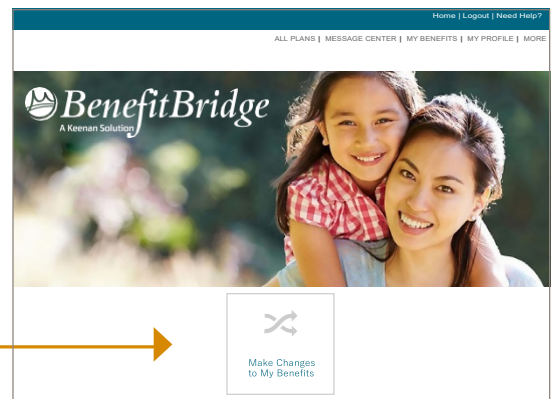 Home | Logout | Need Help?
ALL PLANS | MESSAGE CENTER | MY BENEFITS | MY PROFILE | MORE
BenefitBridge
A Keenan Solution
Make Changes
to My Benefits